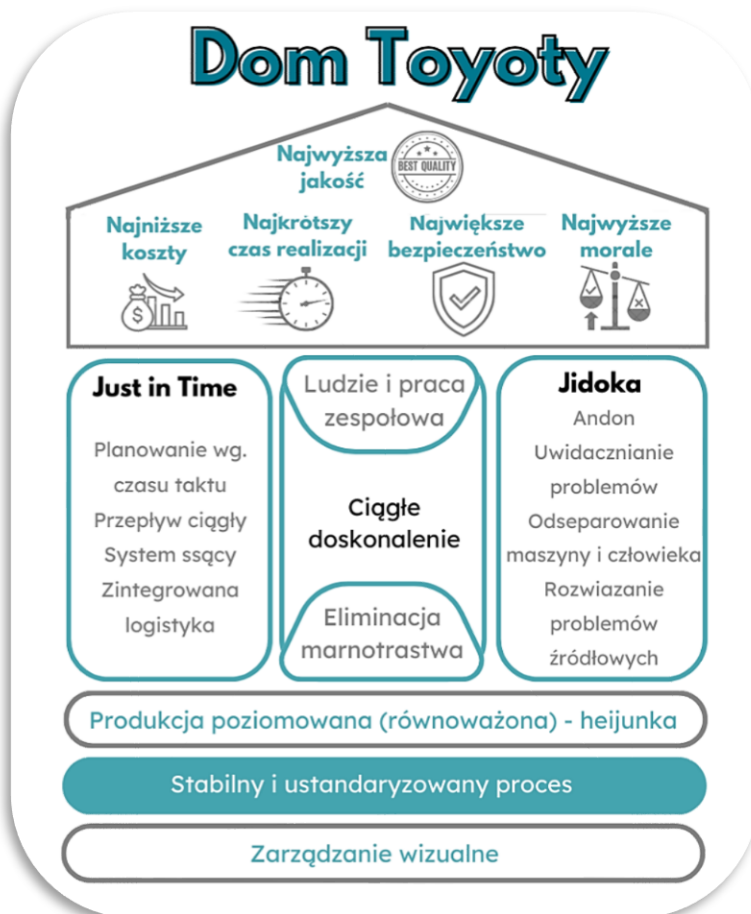 Dom Toyoty
Najwyższa
jakość
BEST QUALITY
Najniższe
koszty
Najkrótszy
czas realizacji
Największe
bezpieczeństwo
Najwyższe
morale
$
Just in Time
Planowanie wg.
czasu taktu
Przepływ ciągły
System ssący
Zintegrowana
logistyka
Ludzie i praca
zespołowa
Ciągłe
doskonalenie
Eliminacja
marnotrastwa
Jidoka
Andon
Uwidacznianie
problemów
Odseparowanie
maszyny i człowieka
Rozwiazanie
problemów
źródłowych
Produkcja poziomowana (równoważona) - heijunka
Stabilny i ustandaryzowany proces
Zarządzanie wizualne